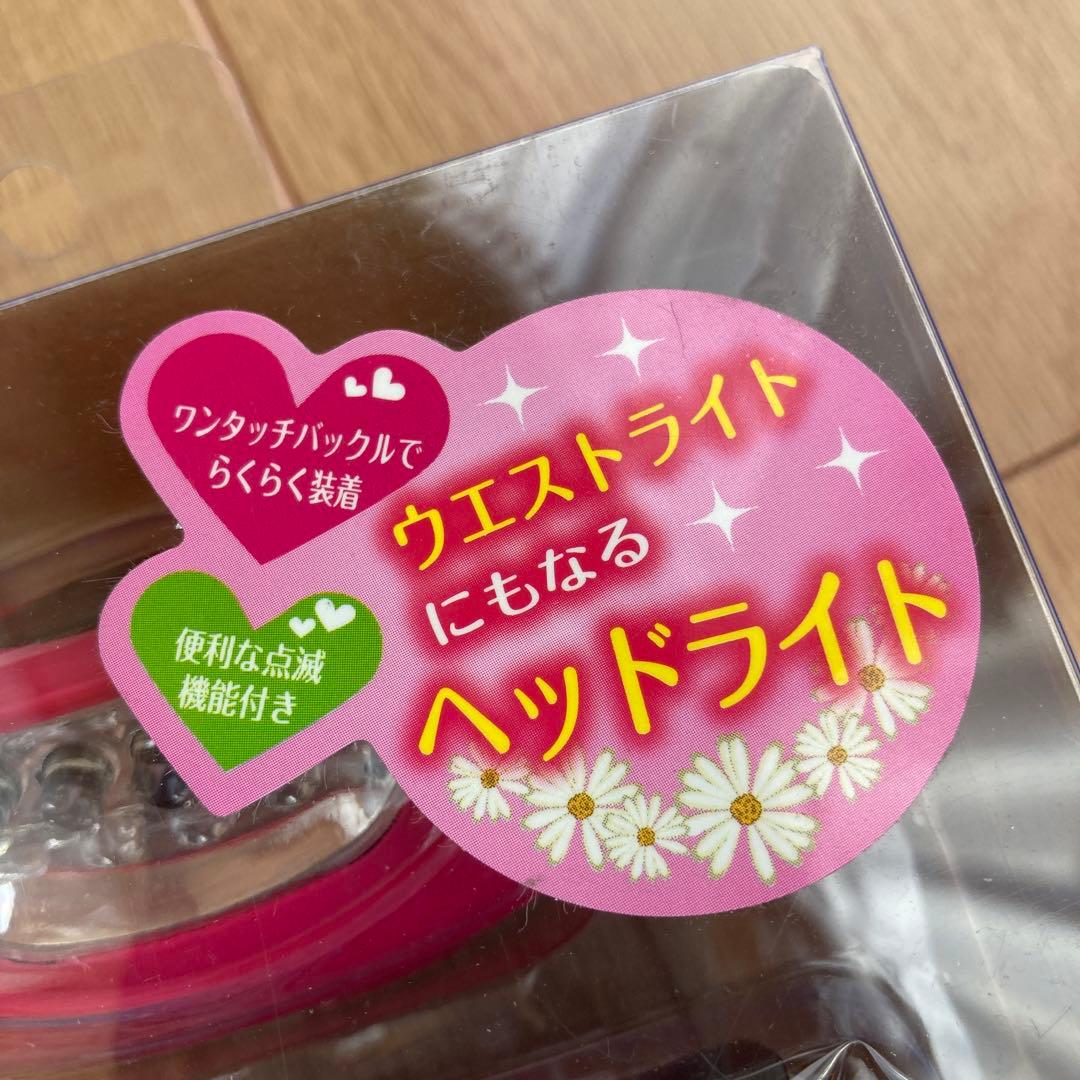 ワンタッチバックルで
らくらく装着
便利な点滅
機能付き
ウエストライト
にもなる
ヘッドライト